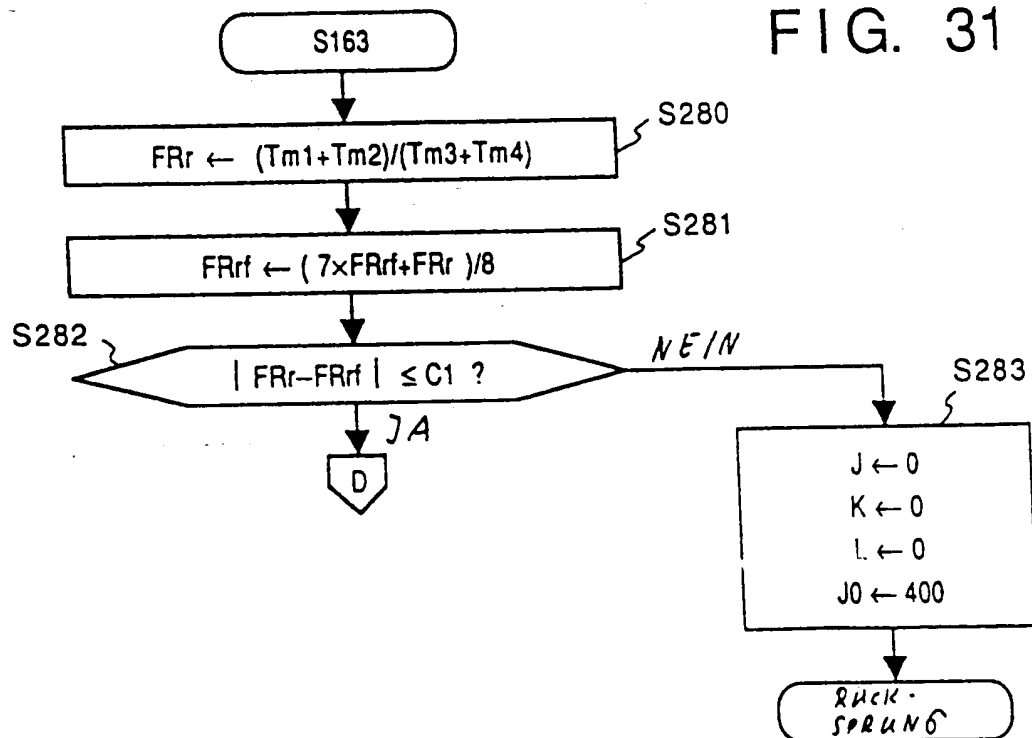 FIG. 31
S163
S280
FRr ← (Tm1+Tm2)/(Tm3+Tm4)
S281
FRrf ← ( 7×FRrf+FRr )/8
S282
| FRr–FRrf | ≤ C1 ?
NEIN
JA
D
S283
J ← 0
K ← 0
L ← 0
J0 ← 400
RÜCK-
SPRUNG